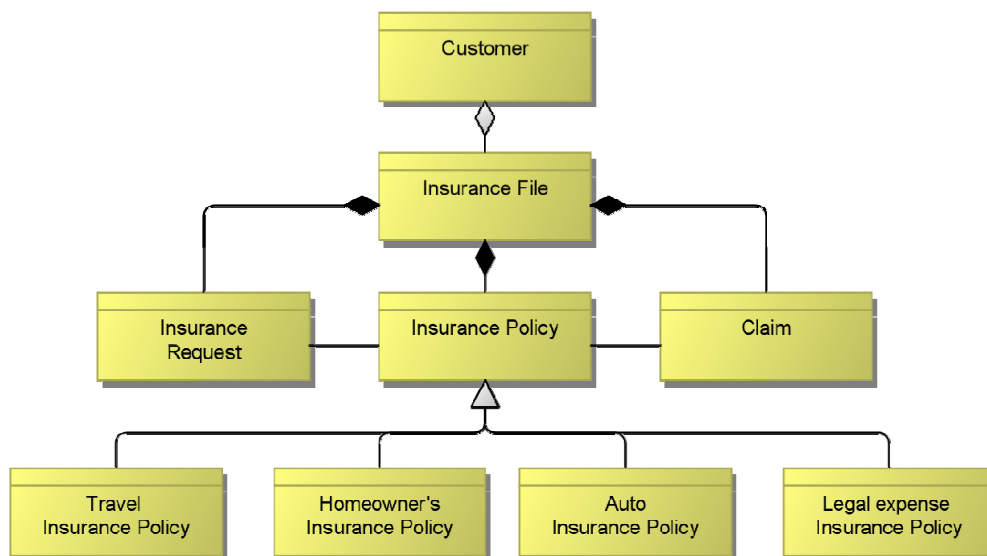 Customer
Insurance File
Insurance
Request
Insurance Policy
Claim
Travel
Insurance Policy
Homeowner's
Insurance Policy
Auto
Insurance Policy
Legal expense
Insurance Policy